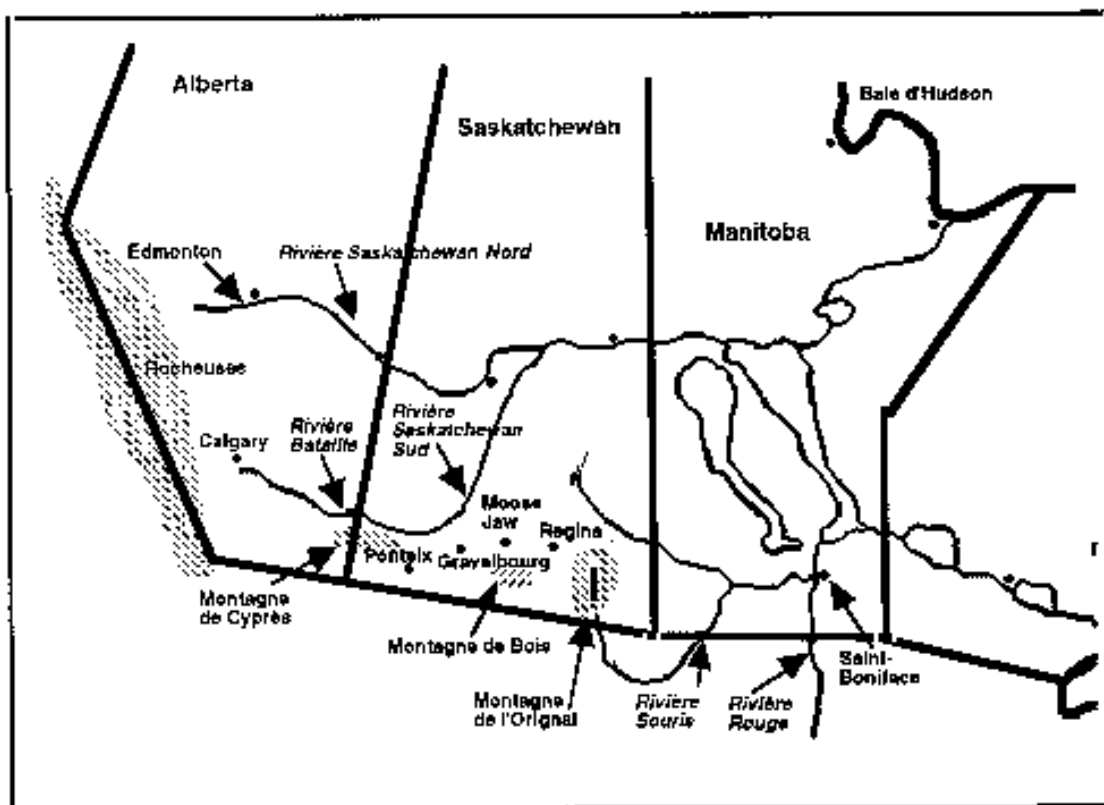 Baie d'Hudson
Alberta
Saskatchewan
Manitoba
Edmonton
Rivière Saskatchewan Nord
Rocheuses
Rivière
Saskatchewan
Sud
Rivière
Bataille
Calgary
Moose
Jaw
Regina
Ponteix
Gravelbourg
Montagne
de Cyprès
Montagne de Bois
Montagne
de l'Orignal
Rivière
Souris
Rivière
Rouge
Saint-
Boniface